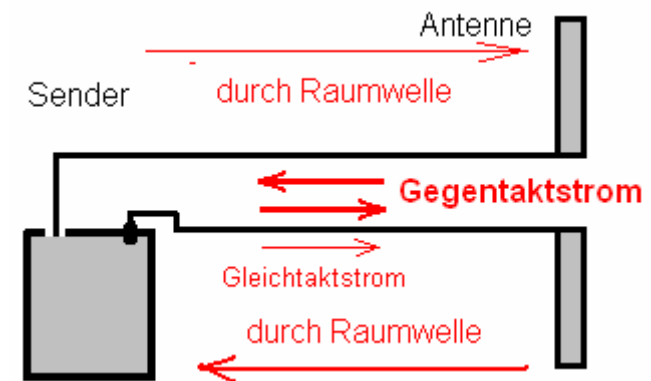 Antenne
durch Raumwelle
Sender
Gegentaktstrom
Gleichtaktstrom
durch Raumwelle